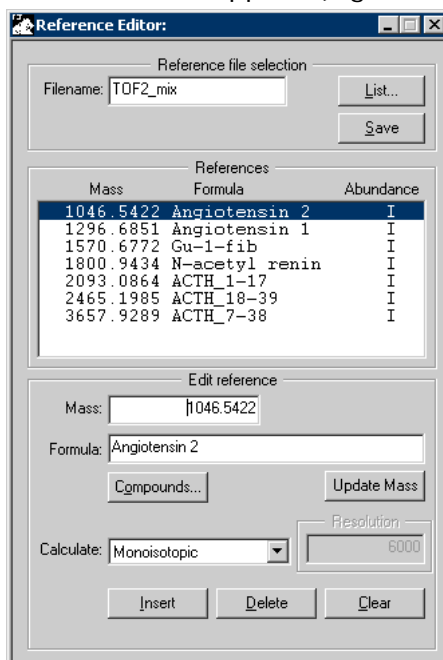 Reference Editor:
Reference file selection
Filename: TOF2_mix
List...
Save
References
Mass Formula Abundance
1046.5422 Angiotensin 2 I
1296.6851 Angiotensin 1 I
1570.6772 Gu-1-fib I
1800.9434 N-acetyl renin I
2093.0864 ACTH_1-17 I
2465.1985 ACTH_18-39 I
3657.9289 ACTH_7-38 I
Edit reference
Mass: 1046.5422
Formula: Angiotensin 2
Compounds... Update Mass
Resolution
Calculate: Monoisotopic 6000
Insert Delete Clear